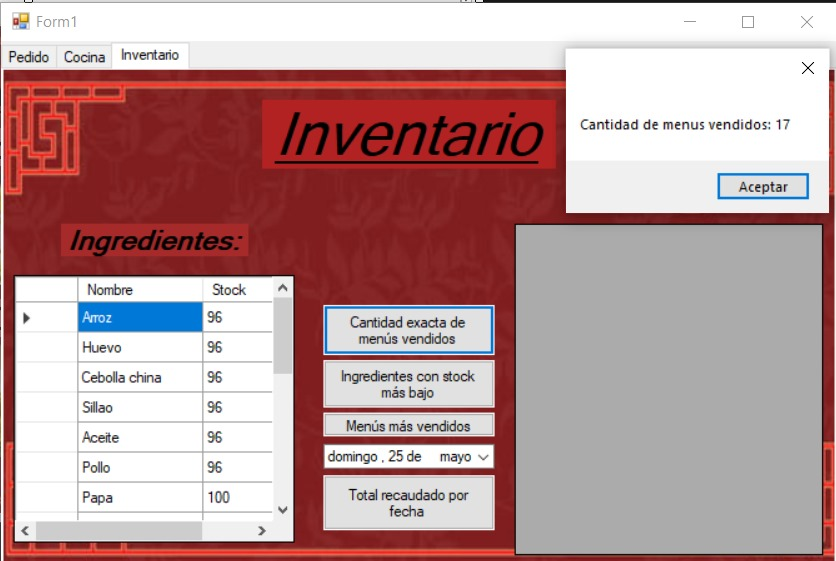 Form1
Pedido Cocina Inventario
Cantidad de menus vendidos: 17
Aceptar
Inventario
Ingredientes:
Nombre Stock
Arroz 96
Huevo 96
Cebolla china 96
Sillao 96
Aceite 96
Pollo 96
Papa 100
Cantidad exacta de
menús vendidos
Ingredientes con stock
más bajo
Menús más vendidos
domingo , 25 de mayo
Total recaudado por
fecha